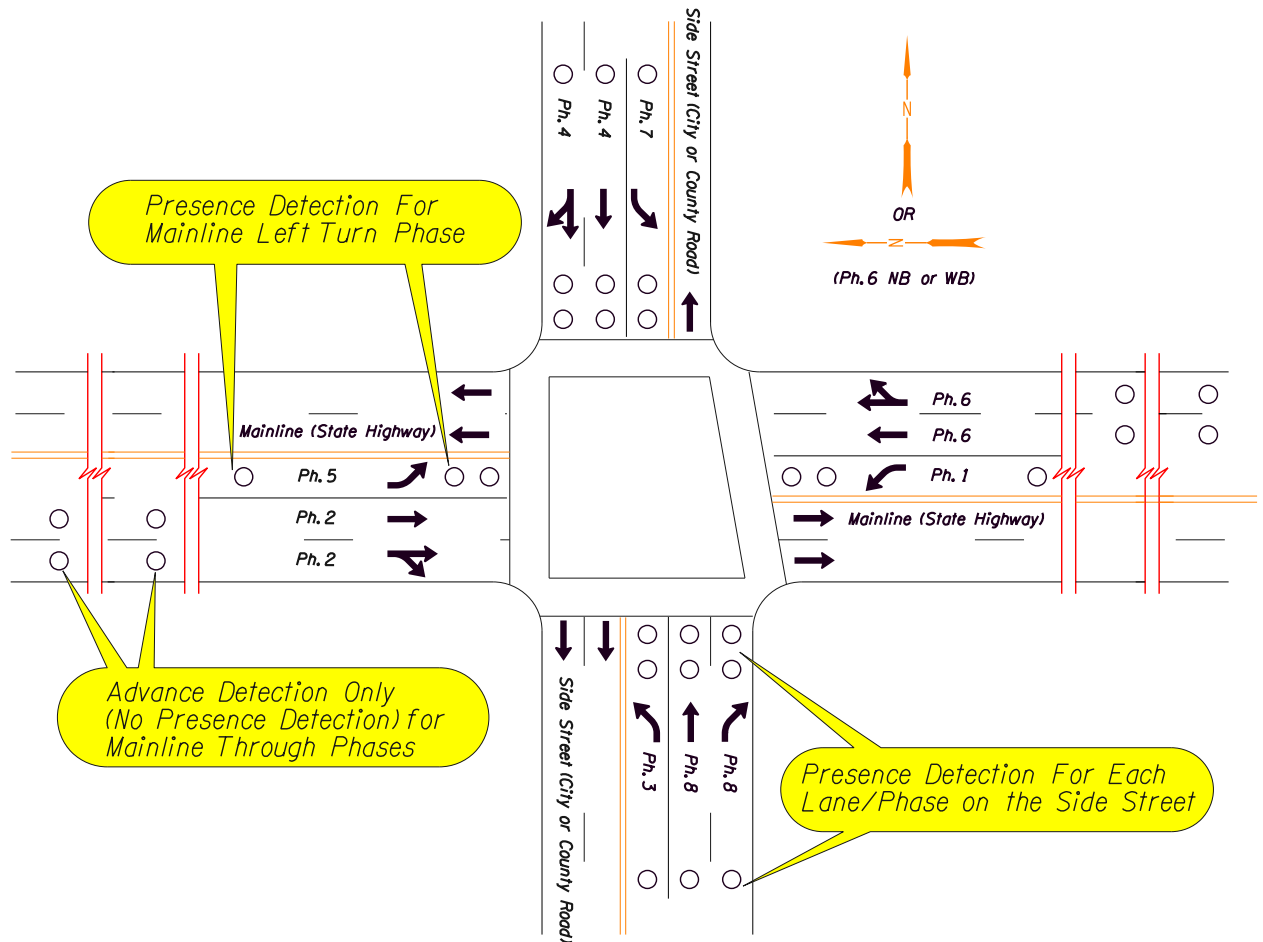 Side Street (City or County Road)
Ph. 4
Ph. 4
Ph. 7
N
OR
N
(Ph. 6 NB or WB)
Presence Detection For
Mainline Left Turn Phase
Mainline (State Highway)
Ph. 6
Ph. 6
Ph. 5
Ph. 1
Ph. 2
Mainline (State Highway)
Ph. 2
Advance Detection Only
(No Presence Detection) for
Mainline Through Phases
Side Street (City or County Road)
Ph. 3
Ph. 8
Ph. 8
Presence Detection For Each
Lane/Phase on the Side Street